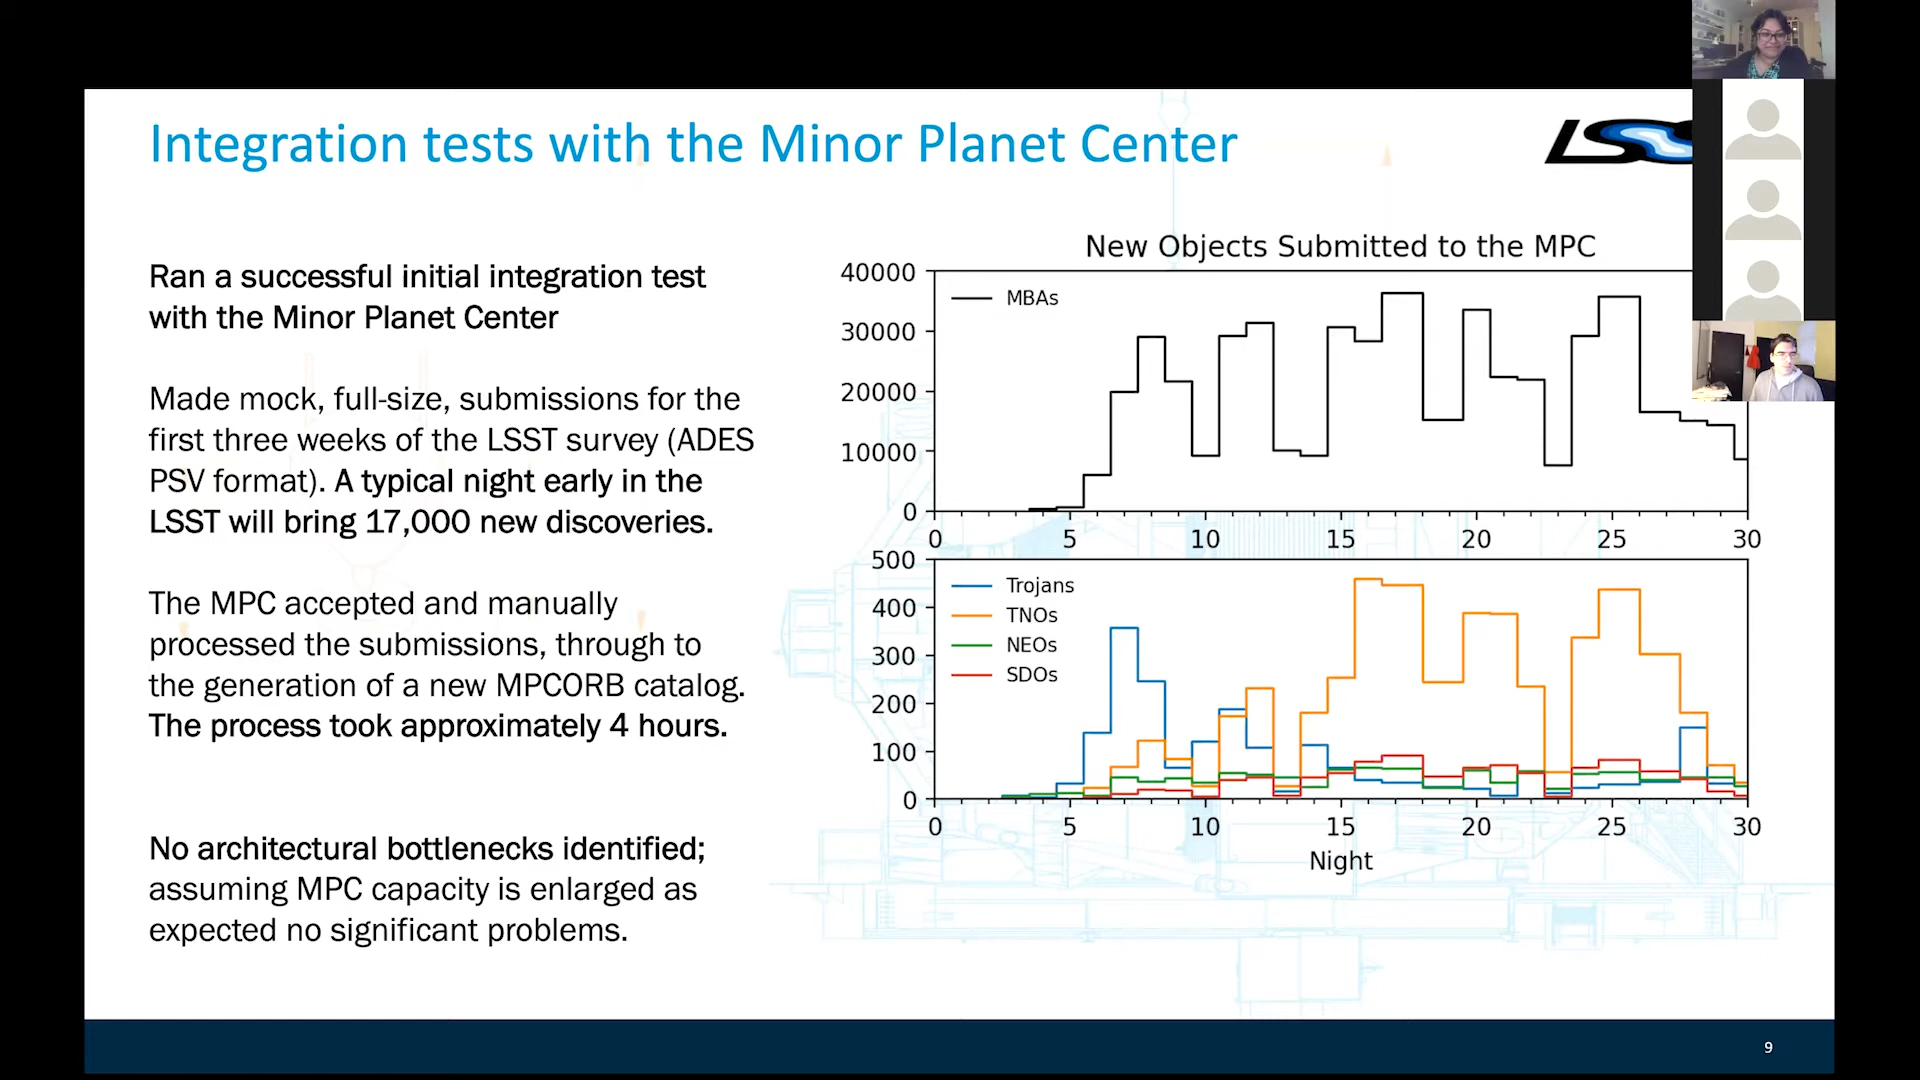 Integration tests with the Minor Planet Center
LSS
Ran a successful initial integration test
with the Minor Planet Center
Made mock, full-size, submissions for the
first three weeks of the LSST survey (ADES
PSV format). A typical night early in the
LSST will bring 17,000 new discoveries.
The MPC accepted and manually
processed the submissions, through to
the generation of a new MPCORB catalog.
The process took approximately 4 hours.
No architectural bottlenecks identified;
assuming MPC capacity is enlarged as
expected no significant problems.
New Objects Submitted to the MPC
40000
30000
20000
10000
0
MBAs
0 5 10 15 20 25 30
500
400
300
200
100
0
Trojans
TNOs
NEOs
SDOs
0 5 10 15 20 25 30
Night
9